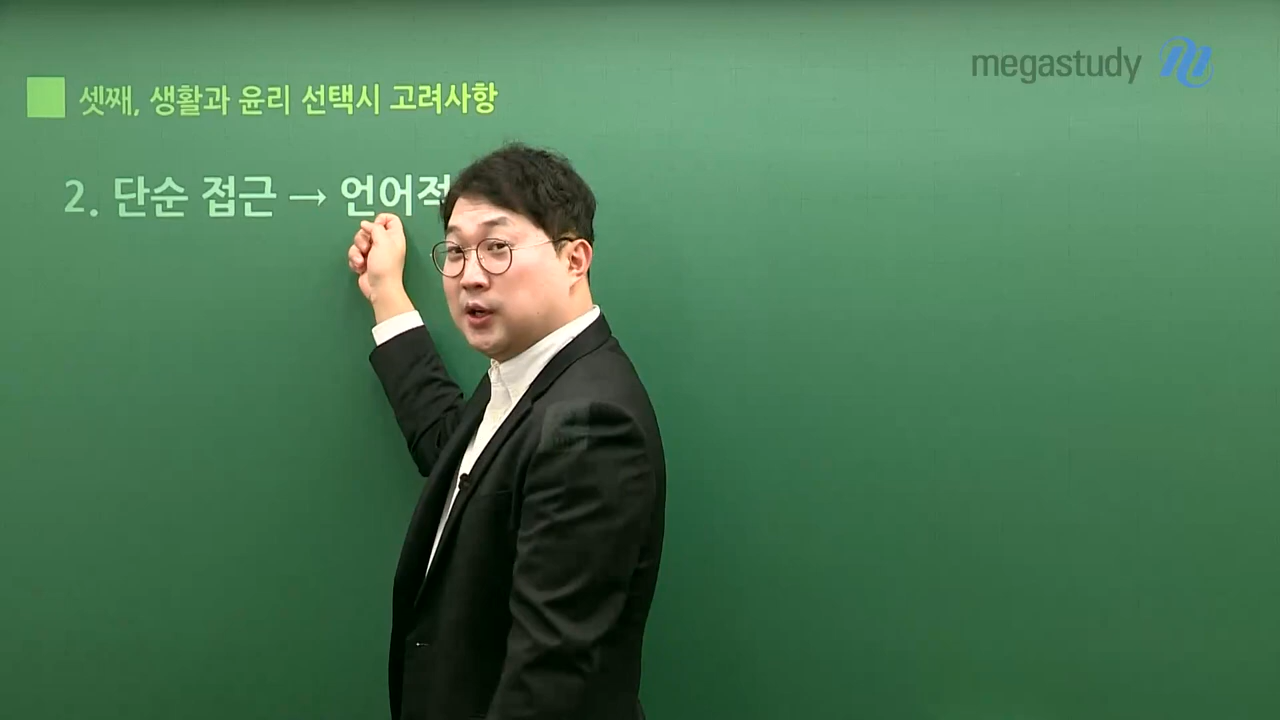 megastudy
셋째, 생활과 윤리 선택시 고려사항
2. 단순 접근 → 언어적